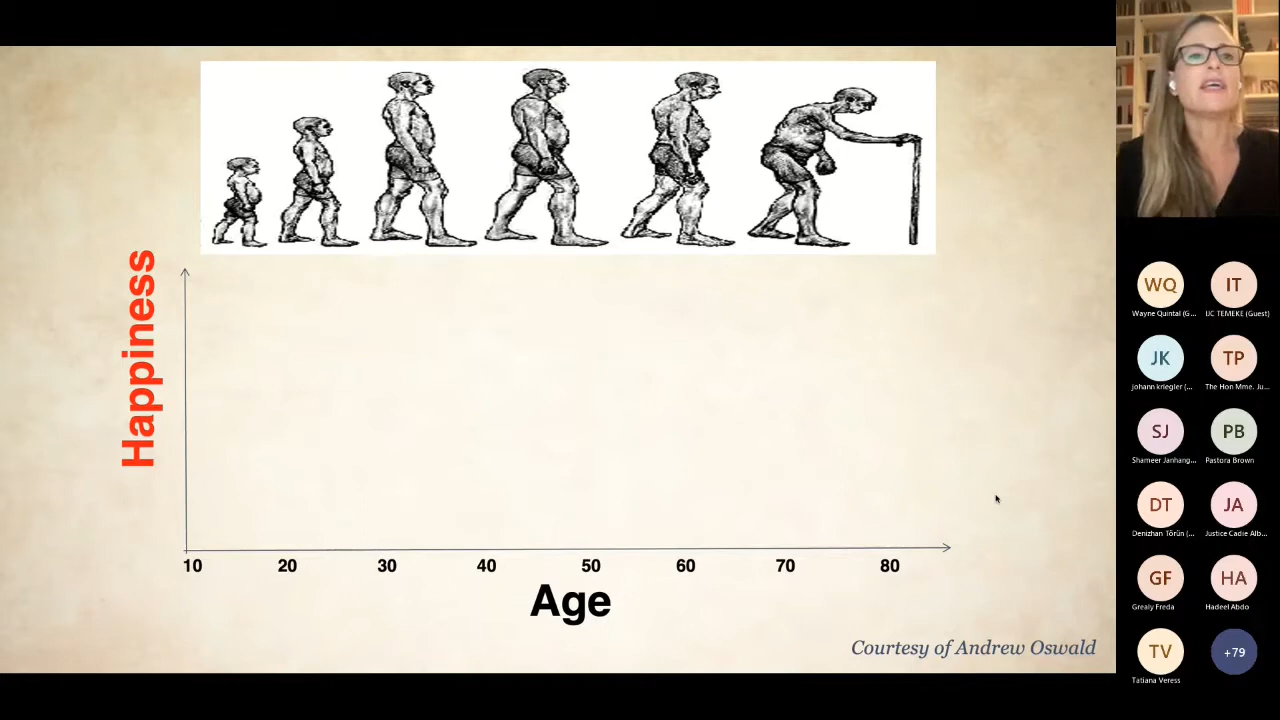 Happiness
10 20 30 40 50 60 70 80
Age
Courtesy of Andrew Oswald
WQ IT
Wayne Quintal (G... IJC TEMEKE (Guest)
JK TP
johann kriegler (... The Hon Mme. Ju...
SJ PB
Shameer Janhang... Pastora Brown
DT JA
Denizhan Törün (... Justice Cadie Alb...
GF HA
Grealy Freda Hadeel Abdo
TV +79
Tatiana Veress